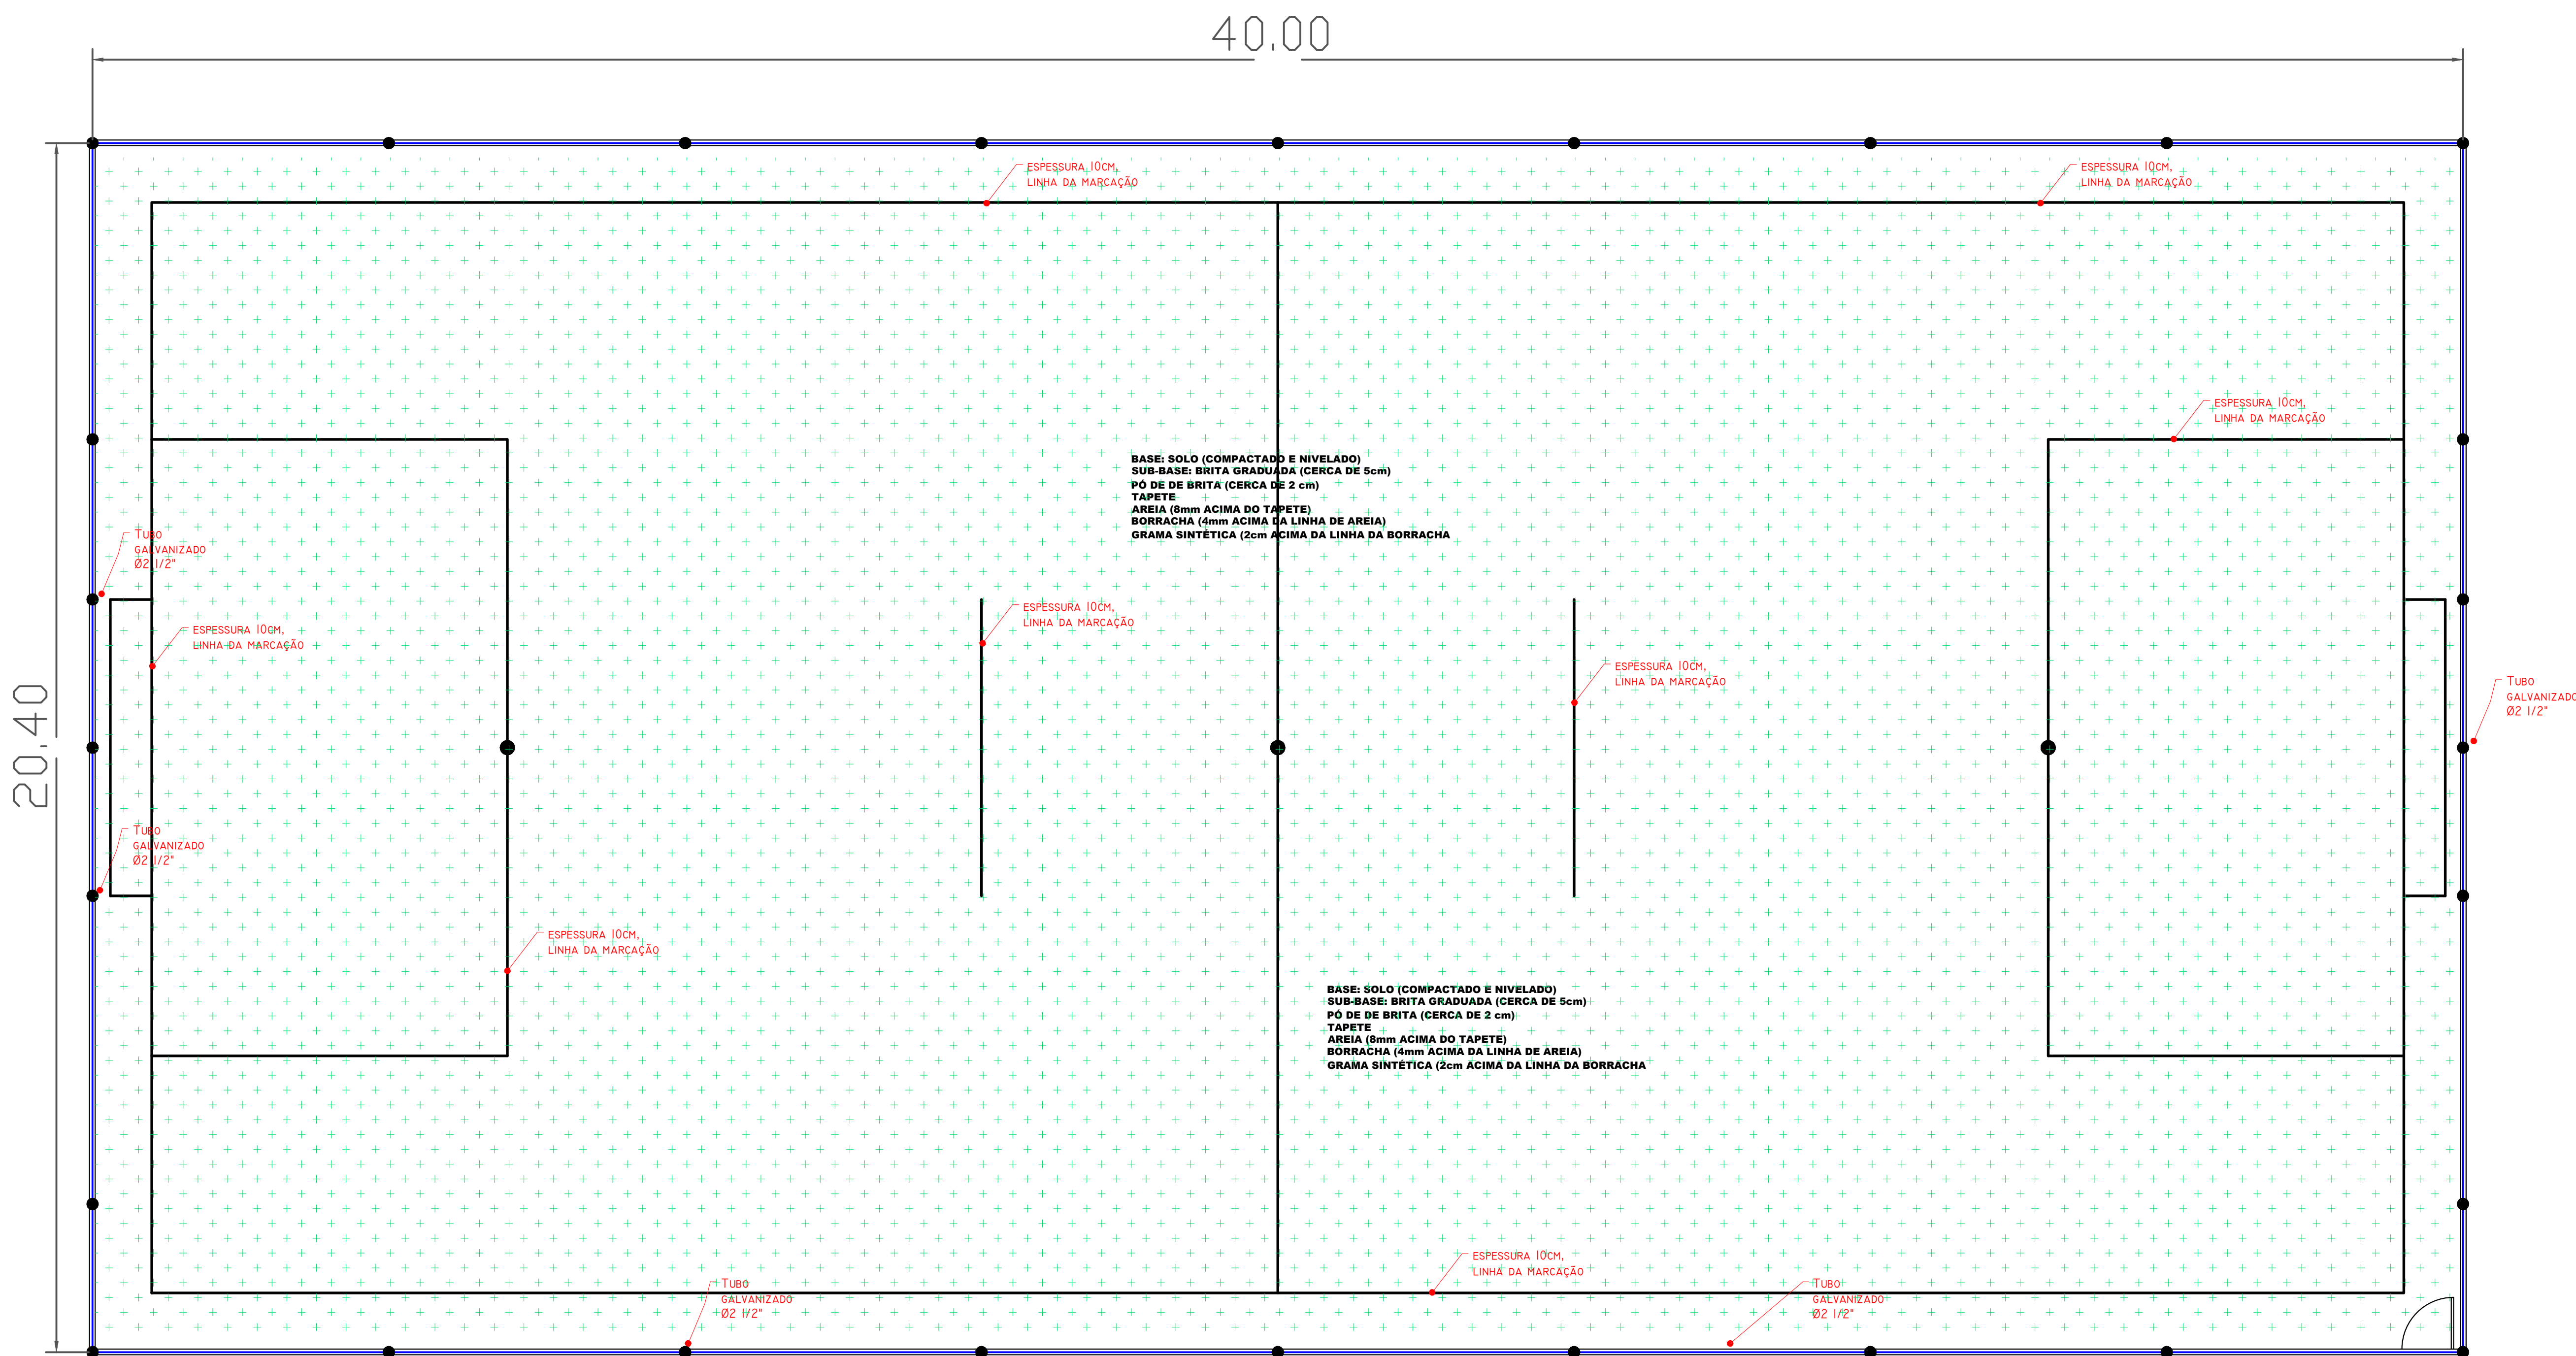 40.00
ESPESSURA 10CM,
LINHA DA MARCAÇÃO
ESPESSURA 10CM,
LINHA DA MARCAÇÃO
ESPESSURA 10CM,
LINHA DA MARCAÇÃO
BASE: SOLO (COMPACTADO E NIVELADO)
SUB-BASE: BRITA GRADUADA (CERCA DE 5cm)
PÓ DE DE BRITA (CERCA DE 2 cm)
TAPETE
AREIA (8mm ACIMA DO TAPETE)
BORRACHA (4mm ACIMA DA LINHA DE AREIA)
GRAMA SINTÉTICA (2cm ACIMA DA LINHA DA BORRACHA
TUBO
GALVANIZADO
Ø2 1/2"
ESPESSURA 10CM,
LINHA DA MARCAÇÃO
ESPESSURA 10CM,
LINHA DA MARCAÇÃO
ESPESSURA 10CM,
LINHA DA MARCAÇÃO
TUBO
GALVANIZADO
Ø2 1/2"
20.40
TUBO
GALVANIZADO
Ø2 1/2"
ESPESSURA 10CM,
LINHA DA MARCAÇÃO
BASE: SOLO (COMPACTADO E NIVELADO)
SUB-BASE: BRITA GRADUADA (CERCA DE 5cm)
PÓ DE DE BRITA (CERCA DE 2 cm)
TAPETE
AREIA (8mm ACIMA DO TAPETE)
BORRACHA (4mm ACIMA DA LINHA DE AREIA)
GRAMA SINTÉTICA (2cm ACIMA DA LINHA DA BORRACHA
ESPESSURA 10CM,
LINHA DA MARCAÇÃO
TUBO
GALVANIZADO
Ø2 1/2"
TUBO
GALVANIZADO
Ø2 1/2"